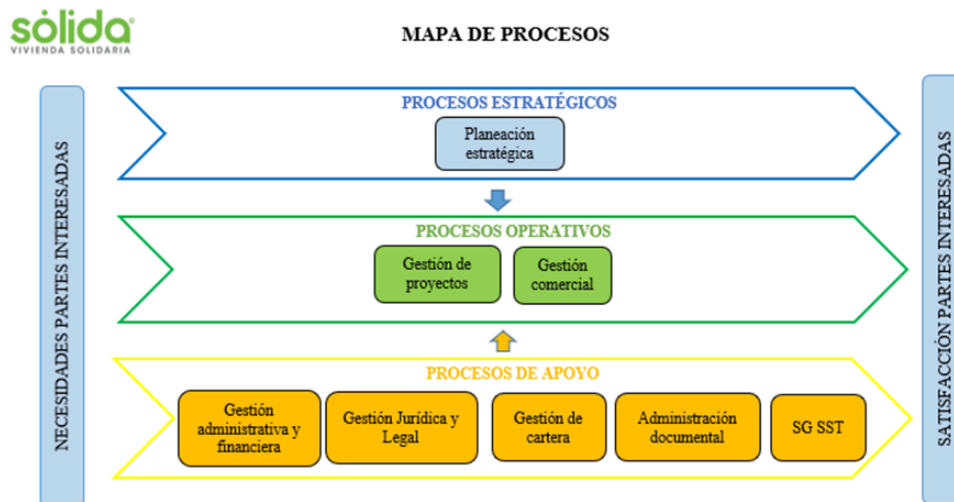 sólida
VIVIENDA SOLIDARIA
MAPA DE PROCESOS
NECESIDADES PARTES INTERESADAS
PROCESOS ESTRATÉGICOS
Planeación
estratégica
PROCESOS OPERATIVOS
Gestión de
proyectos
Gestión
comercial
PROCESOS DE APOYO
Gestión
administrativa y
financiera
Gestión Jurídica y
Legal
Gestión de
cartera
Administración
documental
SG SST
SATISFACCIÓN PARTES INTERESADAS